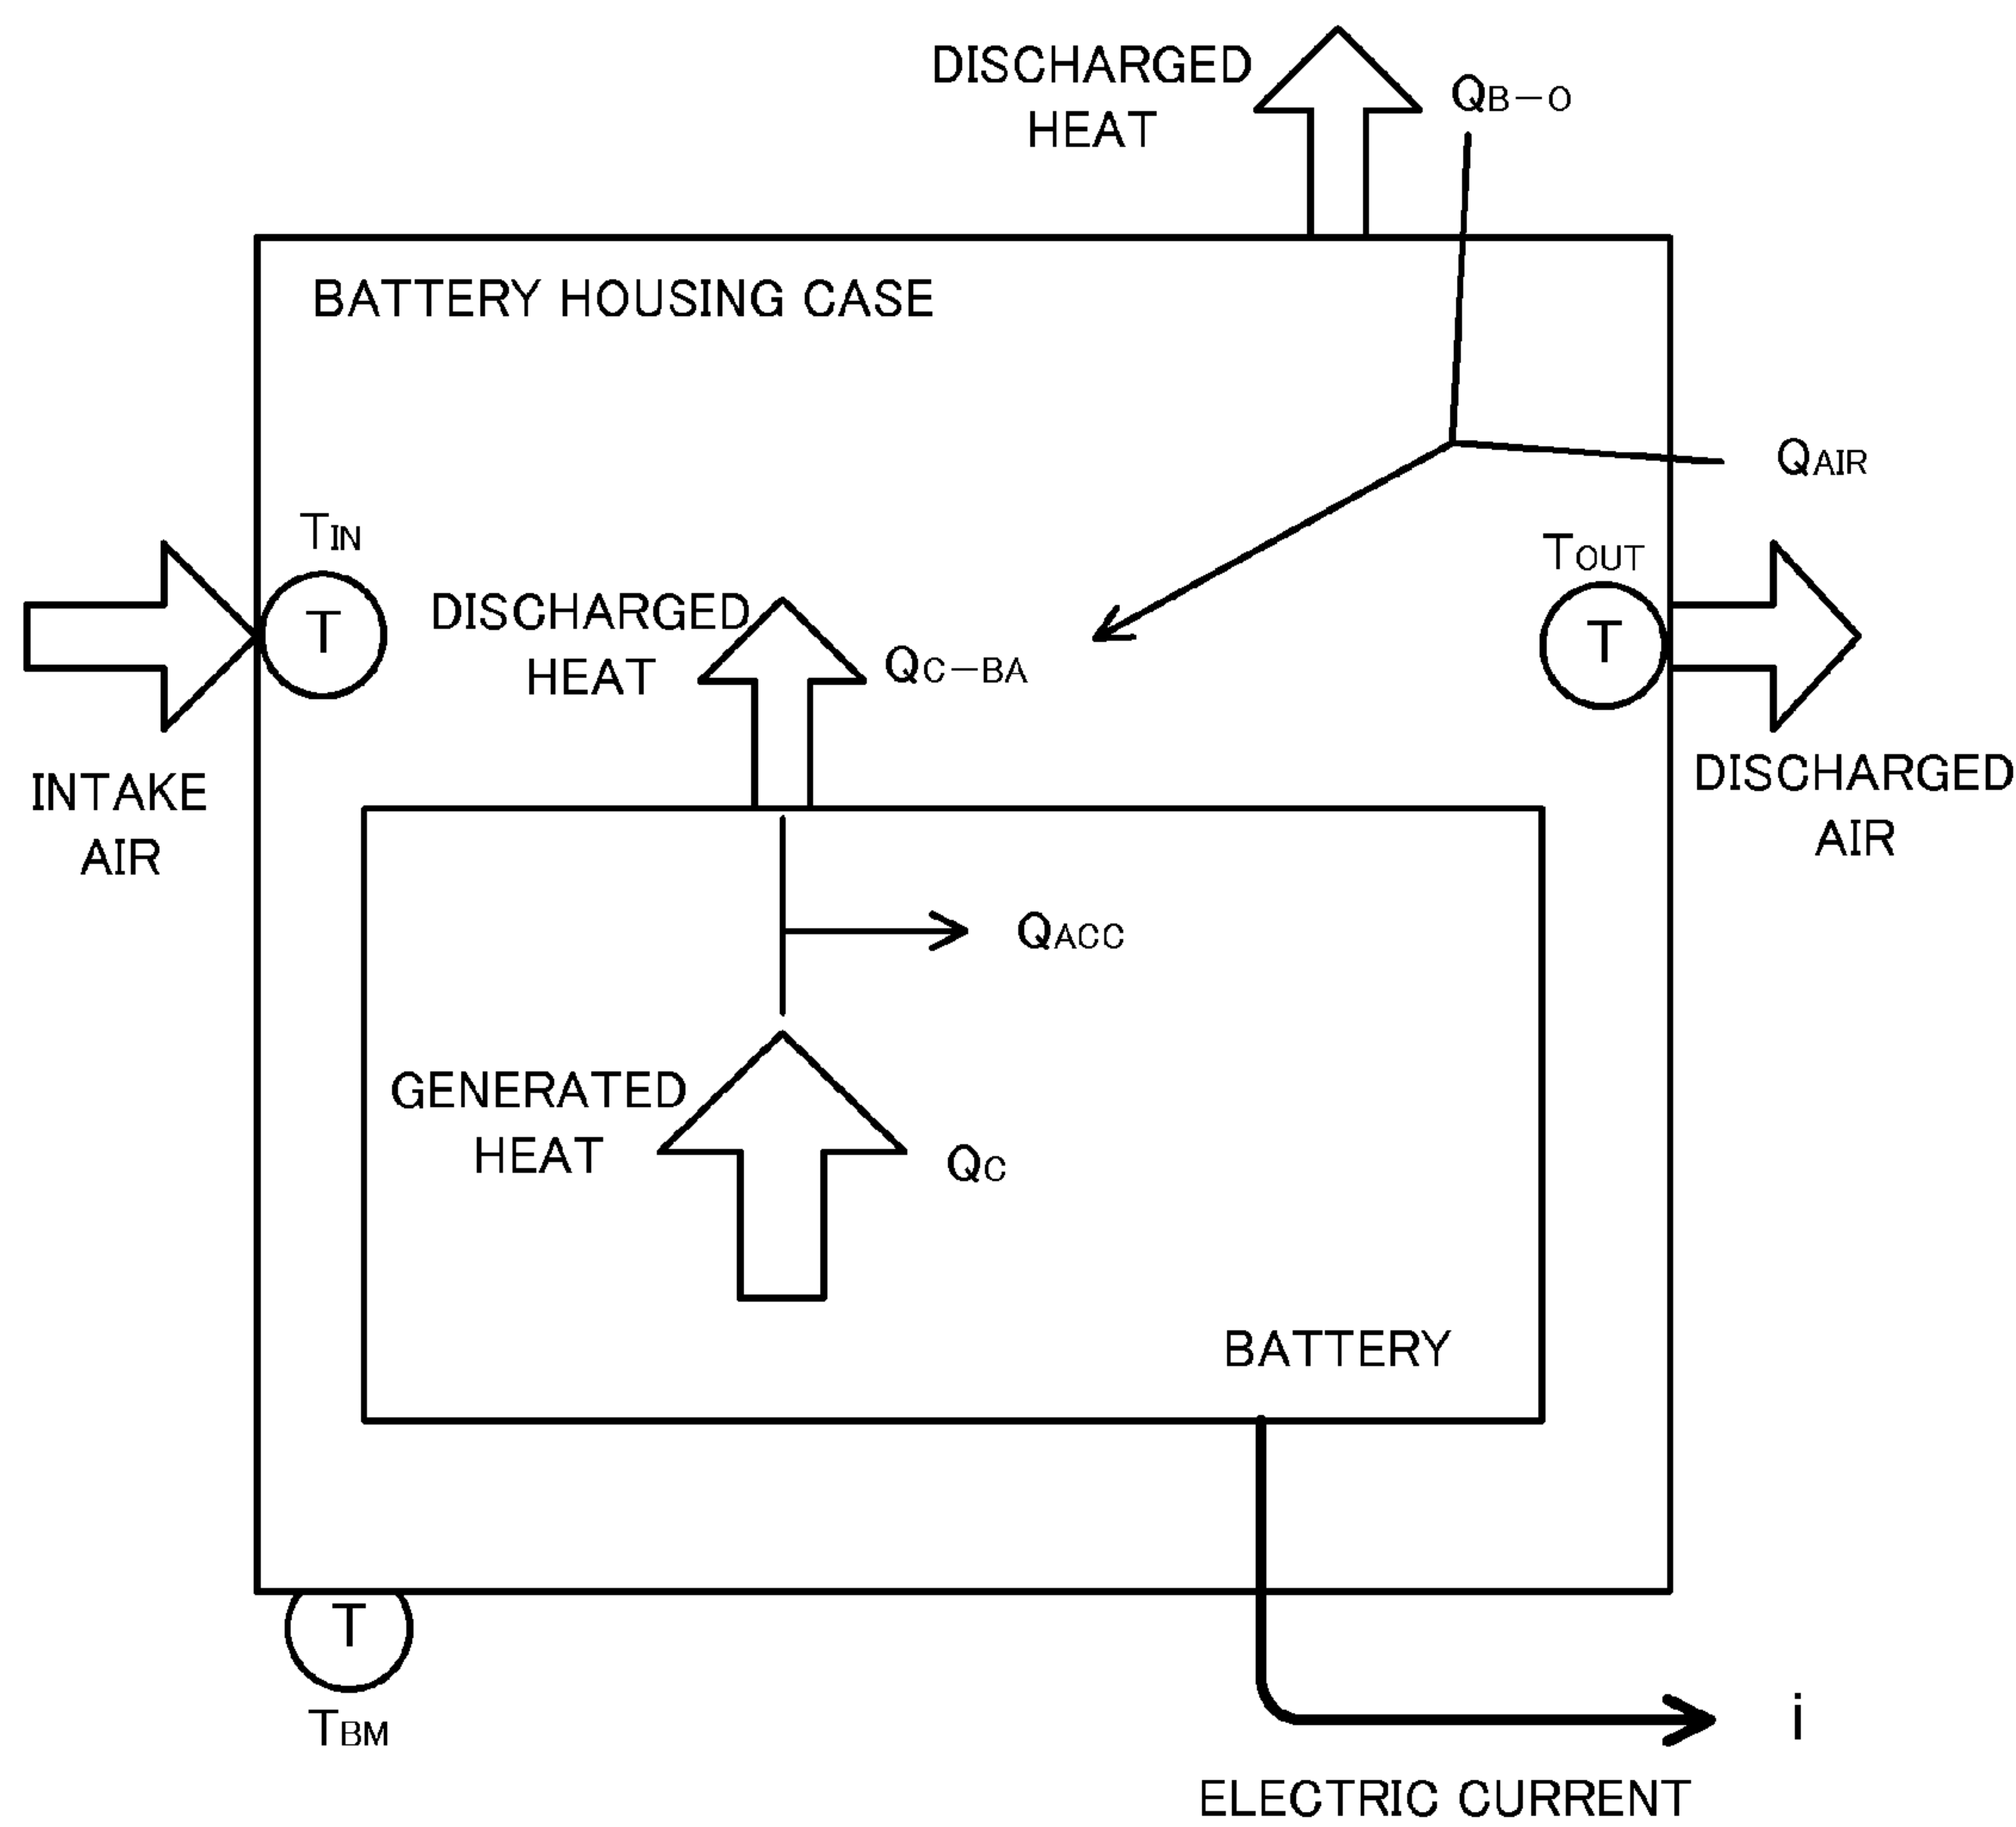 DISCHARGED
HEAT
QB-O
BATTERY HOUSING CASE
QAIR
TIN
T
TOUT
T
DISCHARGED
HEAT
QC-BA
INTAKE
AIR
DISCHARGED
AIR
QACC
GENERATED
HEAT
QC
BATTERY
T
TBM
i
ELECTRIC CURRENT